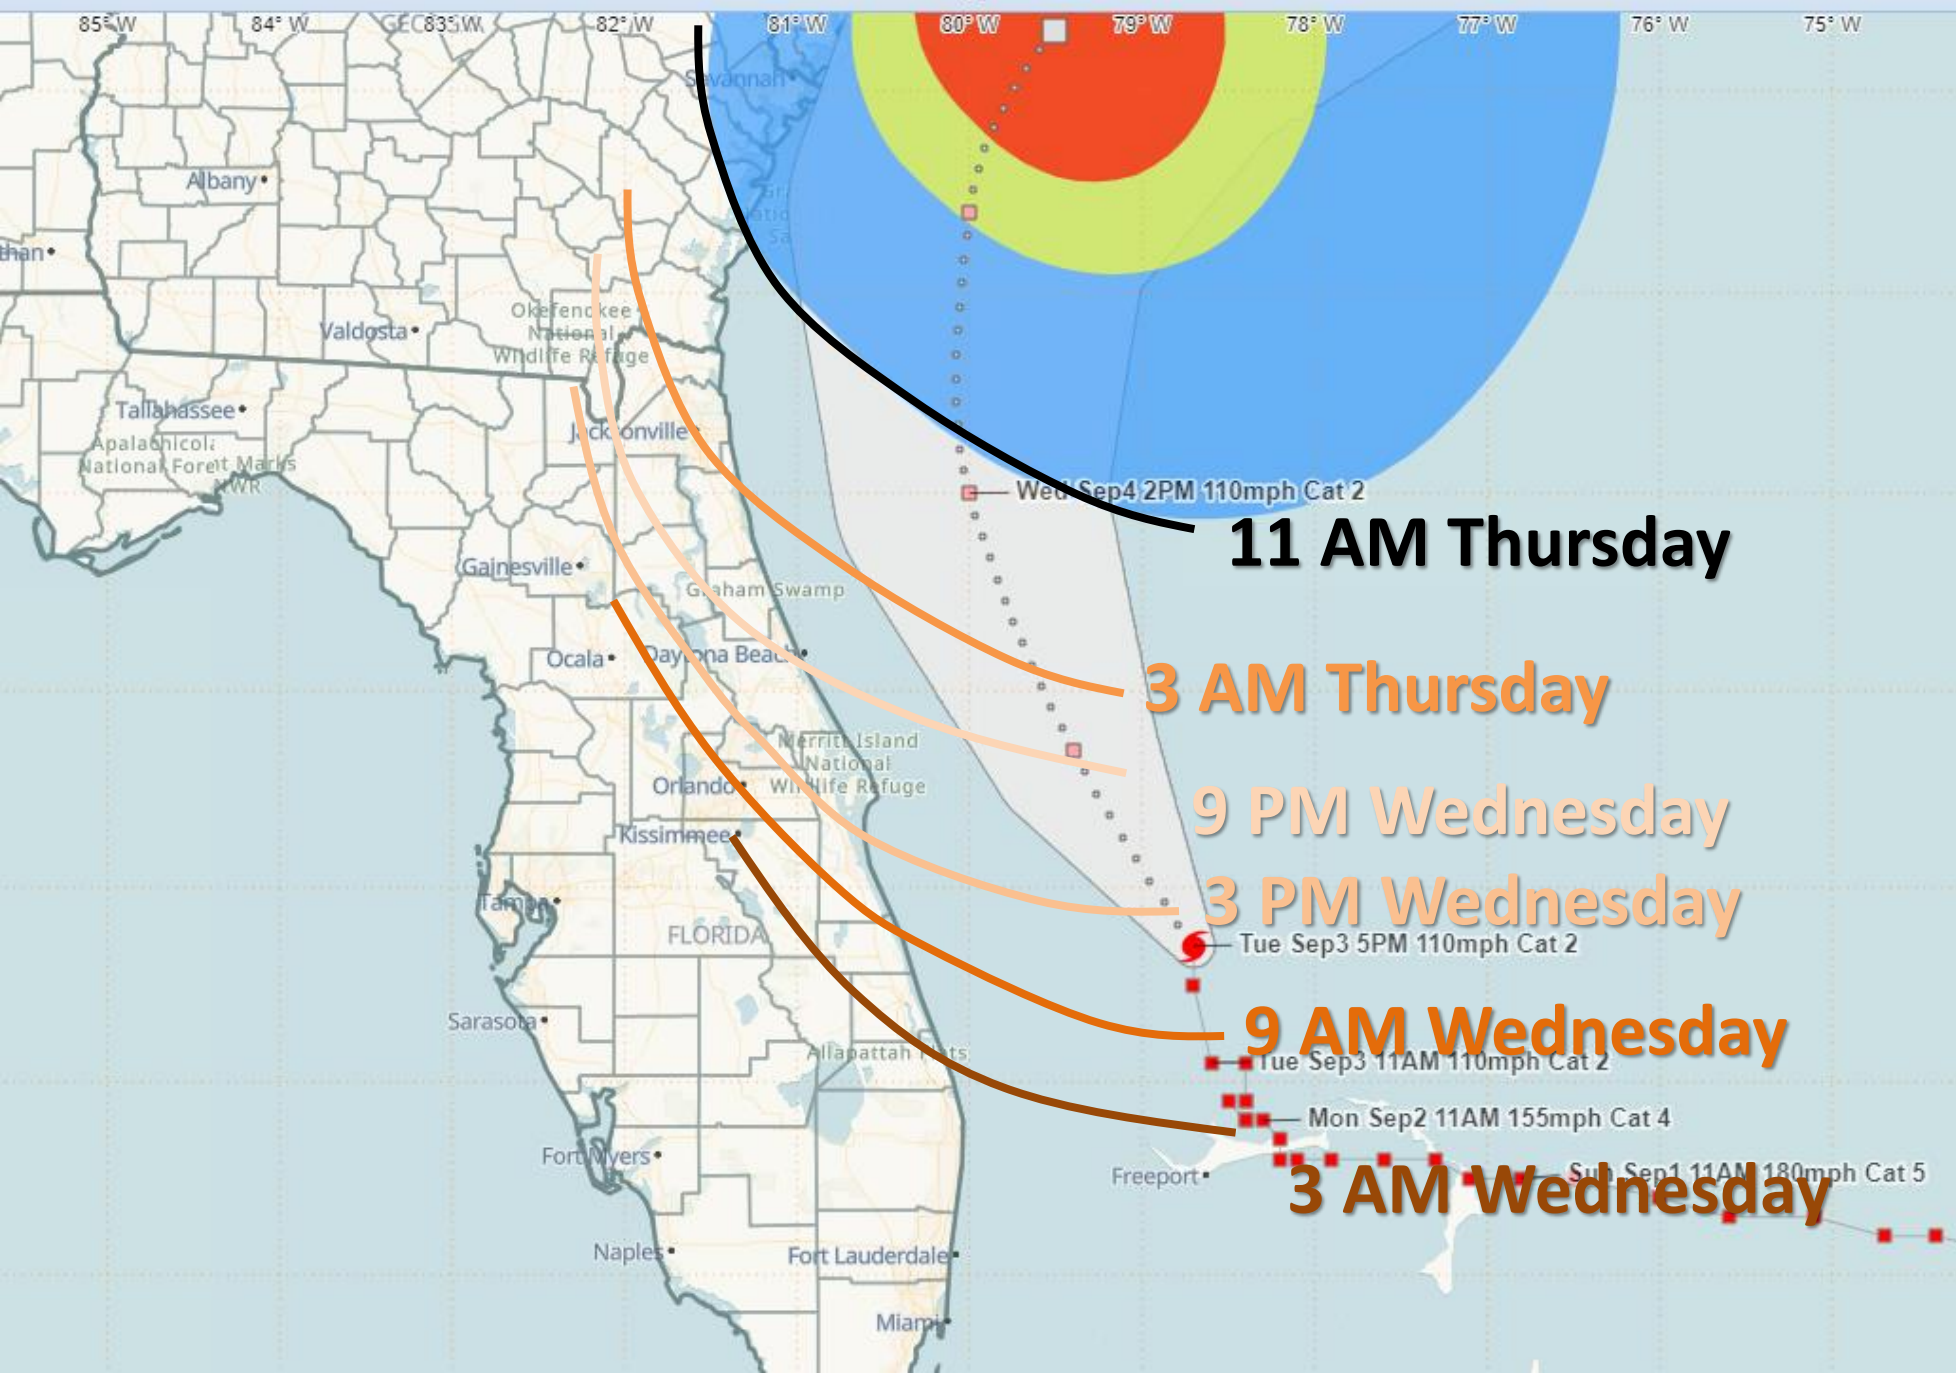 85° W
84° W
83° W
82° W
81° W
80° W
79° W
78° W
77° W
76° W
75° W
Savannah
Albany
Okefenokee
National
Wildlife Refuge
Valdosta
Tallahassee
Apalachicola
National Forest
St Marks
NWR
Jacksonville
Wed Sep4 2PM 110mph Cat 2
11 AM Thursday
Gainesville
Graham Swamp
Ocala
Daytona Beach
3 AM Thursday
Merritt Island
National
Wildlife Refuge
Orlando
9 PM Wednesday
Kissimmee
3 PM Wednesday
Tampa
FLORIDA
Tue Sep3 5PM 110mph Cat 2
Sarasota
9 AM Wednesday
Allapattah Flats
Tue Sep3 11AM 110mph Cat 2
Mon Sep2 11AM 155mph Cat 4
Fort Myers
Freeport
Sun Sep1 11AM 180mph Cat 5
3 AM Wednesday
Naples
Fort Lauderdale
Miami